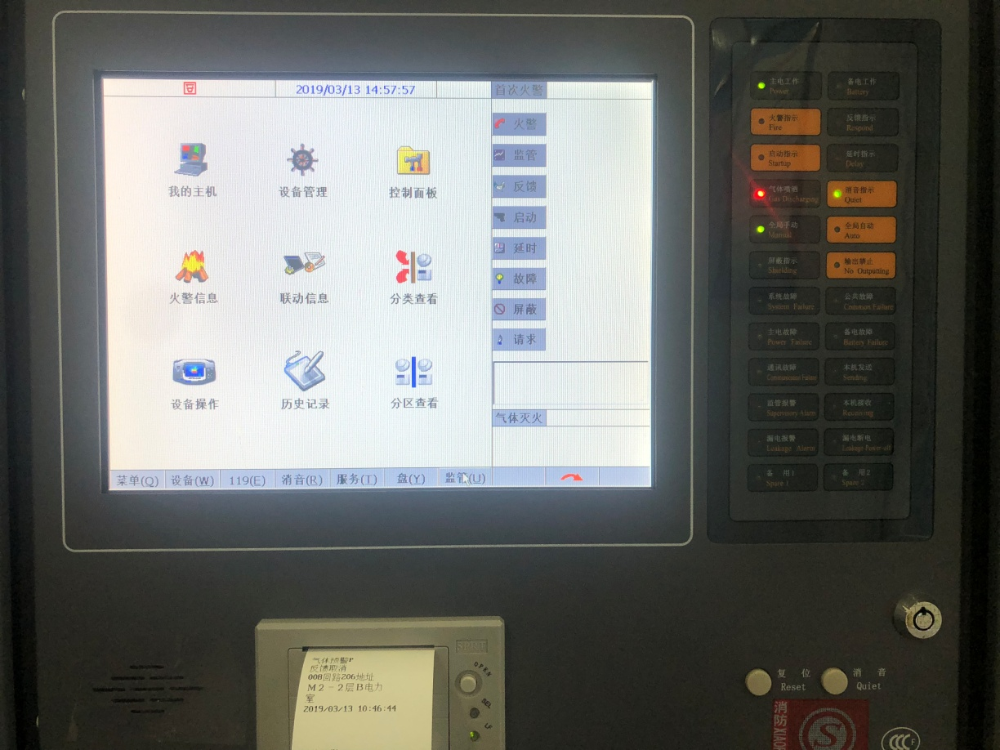 2019/03/13 14:57:57
首次火警
我的主机
设备管理
控制面板
火警信息
联动信息
分类查看
设备操作
历史记录
分区查看
火警
监管
反馈
启动
延时
故障
屏蔽
请求
气体灭火
菜单(Q) 设备(W) 119(E) 消音(R) 服务(T) 盘(Y) 监管(U)
主电工作
Power
备电工作
Battery
火警指示
Fire
反馈指示
Respond
启动指示
Startup
延时指示
Delay
气体喷洒
Gas Discharging
消音指示
Quiet
全局手动
Manual
全局自动
Auto
屏蔽指示
Shielding
输出禁止
No Outputting
系统故障
System Failure
公共故障
Common Failure
主电故障
Power Failure
备电故障
Battery Failure
通讯故障
Communication Failure
本机发送
Sending
监管报警
Supervisory Alarm
本机接收
Receiving
漏电报警
Leakage Alarm
漏电断电
Leakage Power-off
备 用1
Spare 1
备 用2
Spare 2
气体预警
反馈取消
008回路206地址
M2-2层B电力
室
2019/03/13 10:46:44
OPEN
SEL
LF
复 位
Reset
消 音
Quiet
消防
S
CCC
F